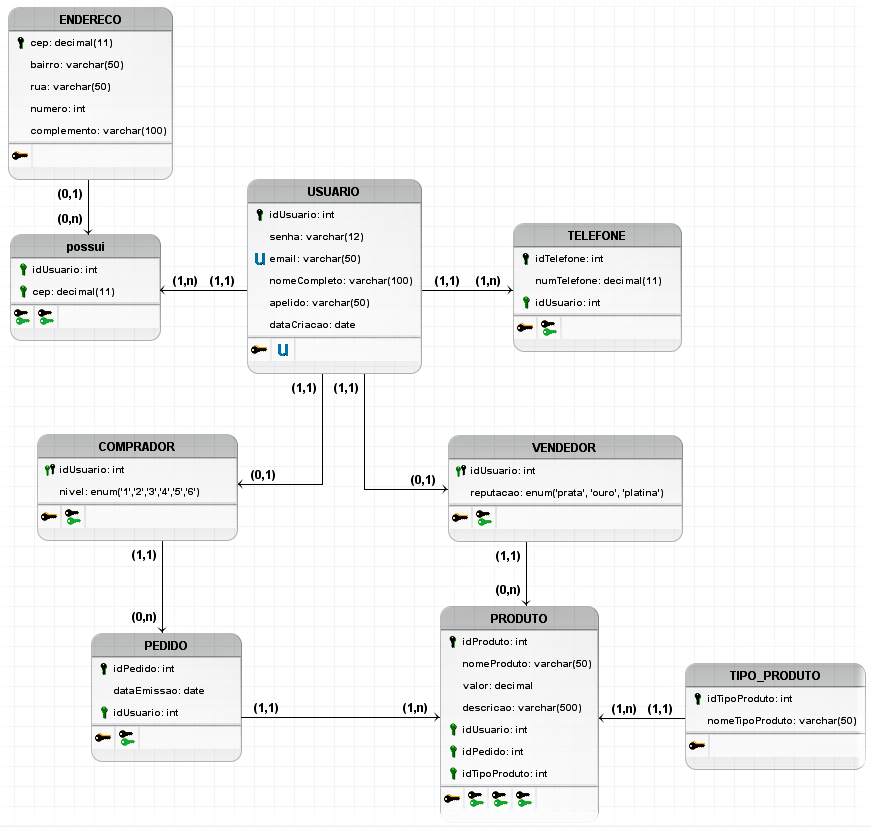 ENDERECO
cep: decimal(11)
bairro: varchar(50)
rua: varchar(50)
numero: int
complemento: varchar(100)
(0,1)
(0,n)
possui
idUsuario: int
cep: decimal(11)
(1,n) (1,1)
USUARIO
idUsuario: int
senha: varchar(12)
u email: varchar(50)
nomeCompleto: varchar(100)
apelido: varchar(50)
dataCriacao: date
u
(1,1) (1,n)
TELEFONE
idTelefone: int
numTelefone: decimal(11)
idUsuario: int
(1,1) (1,1)
COMPRADOR
idUsuario: int
nivel: enum('1','2','3','4','5','6')
(0,1)
(0,1)
VENDEDOR
idUsuario: int
reputacao: enum('prata', 'ouro', 'platina')
(1,1)
(0,n)
(1,1)
(0,n)
PEDIDO
idPedido: int
dataEmissao: date
idUsuario: int
(1,1) (1,n)
PRODUTO
idProduto: int
nomeProduto: varchar(50)
valor: decimal
descricao: varchar(500)
idUsuario: int
idPedido: int
idTipoProduto: int
(1,n) (1,1)
TIPO_PRODUTO
idTipoProduto: int
nomeTipoProduto: varchar(50)